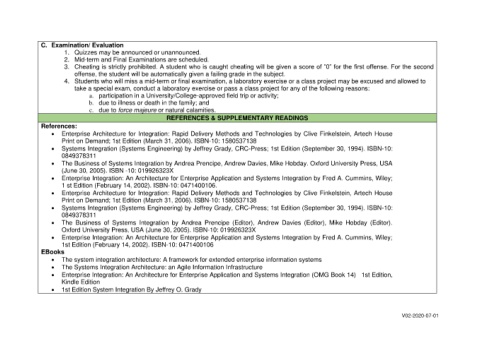 C. Examination/ Evaluation
1. Quizzes may be announced or unannounced.
2. Mid-term and Final Examinations are scheduled.
3. Cheating is strictly prohibited. A student who is caught cheating will be given a score of "0" for the first offense. For the second
offense, the student will be automatically given a failing grade in the subject.
4. Students who will miss a mid-term or final examination, a laboratory exercise or a class project may be excused and allowed to
take a special exam, conduct a laboratory exercise or pass a class project for any of the following reasons:
a. participation in a University/College-approved field trip or activity;
b. due to illness or death in the family; and
c. due to force majeure or natural calamities.
REFERENCES & SUPPLEMENTARY READINGS
References:
• Enterprise Architecture for Integration: Rapid Delivery Methods and Technologies by Clive Finkelstein, Artech House
Print on Demand; 1st Edition (March 31, 2006). ISBN-10: 1580537138
• Systems Integration (Systems Engineering) by Jeffrey Grady, CRC-Press; 1st Edition (September 30, 1994). ISBN-10:
0849378311
• The Business of Systems Integration by Andrea Prencipe, Andrew Davies, Mike Hobday. Oxford University Press, USA
(June 30, 2005). ISBN -10: 019926323X
• Enterprise Integration: An Architecture for Enterprise Application and Systems Integration by Fred A. Cummins, Wiley;
1 st Edition (February 14, 2002). ISBN-10: 0471400106.
• Enterprise Architecture for Integration: Rapid Delivery Methods and Technologies by Clive Finkelstein, Artech House
Print on Demand; 1st Edition (March 31, 2006). ISBN-10: 1580537138
• Systems Integration (Systems Engineering) by Jeffrey Grady, CRC-Press; 1st Edition (September 30, 1994). ISBN-10:
0849378311
• The Business of Systems Integration by Andrea Prencipe (Editor), Andrew Davies (Editor), Mike Hobday (Editor).
Oxford University Press, USA (June 30, 2005). ISBN-10: 019926323X
• Enterprise Integration: An Architecture for Enterprise Application and Systems Integration by Fred A. Cummins, Wiley;
1st Edition (February 14, 2002). ISBN-10: 0471400106
EBooks
• The system integration architecture: A framework for extended enterprise information systems
• The Systems Integration Architecture: an Agile Information Infrastructure
• Enterprise Integration: An Architecture for Enterprise Application and Systems Integration (OMG Book 14) 1st Edition,
Kindle Edition
• 1st Edition System Integration By Jeffrey O. Grady
V02-2020-07-01